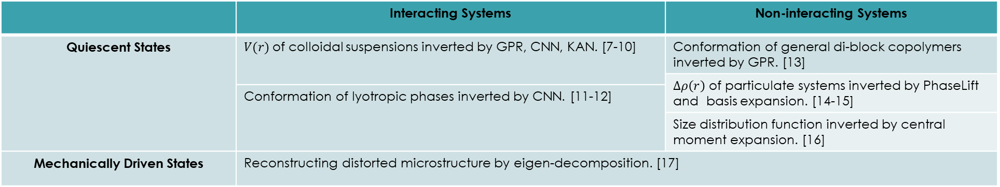 Interacting Systems
Non-interacting Systems
Quiescent States
V(r) of colloidal suspensions inverted by GPR, CNN, KAN. [7-10]
Conformation of lyotropic phases inverted by CNN. [11-12]
Conformation of general di-block copolymers
inverted by GPR. [13]
Δρ(r) of particulate systems inverted by PhaseLift
and basis expansion. [14-15]
Size distribution function inverted by central
moment expansion. [16]
Mechanically Driven States
Reconstructing distorted microstructure by eigen-decomposition. [17]